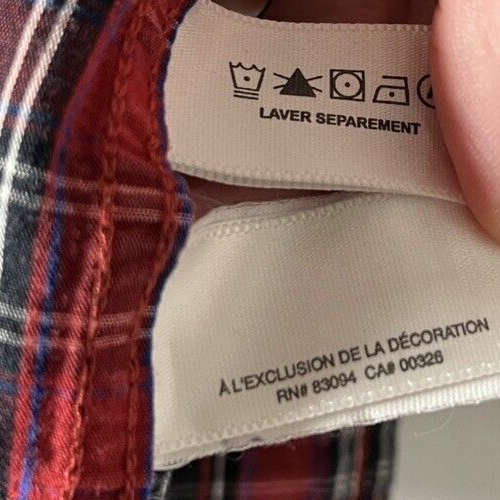 LAVER SEPAREMENT
À L'EXCLUSION DE LA DÉCORATION
RN# 83094 CA# 00326